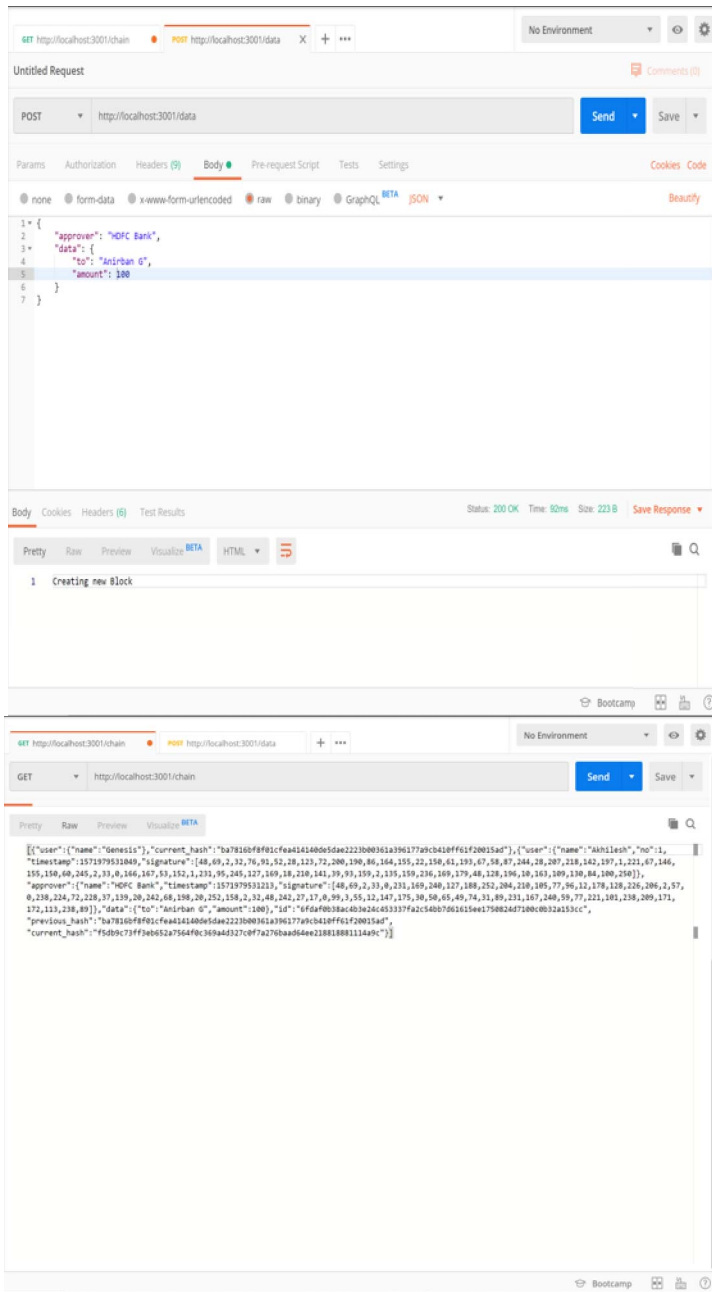 GET http://localhost:3001/chain POST http://localhost:3001/data X + ••• No Environment
Untitled Request Comments (0)
POST http://localhost:3001/data Send Save
Params Authorization Headers (9) Body Pre-request Script Tests Settings Cookies Code
none form-data x-www-form-urlencoded raw binary GraphQL BETA JSON Beautify
1 {
2 "approver": "HDFC Bank",
3 "data": {
4 "to": "Anirban G",
5 "amount": 100
6 }
7 }
Body Cookies Headers (6) Test Results Status: 200 OK Time: 92ms Size: 223 B Save Response
Pretty Raw Preview Visualize BETA HTML
1 Creating new Block
Bootcamp
GET http://localhost:3001/chain POST http://localhost:3001/data + ••• No Environment
GET http://localhost:3001/chain Send Save
Pretty Raw Preview Visualize BETA
[{"user":{"name":"Genesis"},"current_hash":"ba7816bf8f01cfea414140de5dae2223b00361a396177a9cb410ff61f20015ad"},{"user":{"name":"Akhilesh","no":1,
"timestamp":1571979531049,"signature":[48,69,2,32,76,91,52,28,123,72,200,190,86,164,155,22,150,61,193,67,58,87,244,28,207,218,142,197,1,221,67,146,
155,150,60,245,2,33,0,166,167,53,152,1,231,95,245,127,169,18,210,141,39,93,159,2,135,159,236,169,179,48,128,196,10,163,109,130,84,100,250]},
"approver":{"name":"HDFC Bank","timestamp":1571979531213,"signature":[48,69,2,33,0,231,169,240,127,188,252,204,210,105,77,96,12,178,128,226,206,2,57,
0,238,224,72,228,37,139,20,242,68,198,20,252,158,2,32,48,242,27,17,0,99,3,55,12,147,175,30,50,65,49,74,31,89,231,167,240,59,77,221,101,238,209,171,
172,113,238,89]},"data":{"to":"Anirban G","amount":100},"id":"6fdaf0b38ac4b3e24c453337fa2c54bb7d61615ee1750824d7100c0b32a153cc",
"previous_hash":"ba7816bf8f01cfea414140de5dae2223b00361a396177a9cb410ff61f20015ad",
"current_hash":"f5db9c73ff3eb652a7564f0c369a4d327c0f7a276baad64ee218818881114a9c"}]
Bootcamp